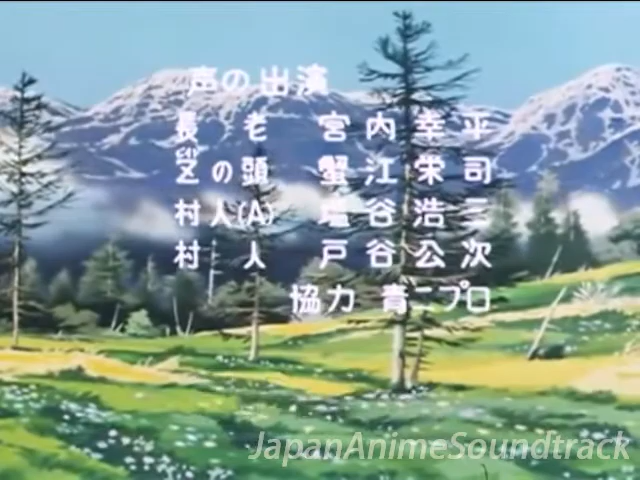 声の出演
長老 宮内幸平
Zの頭 蟹江栄司
村人(A) 塩谷浩三
村人 戸谷公次
協力 青二プロ
JapanAnimeSoundtrack